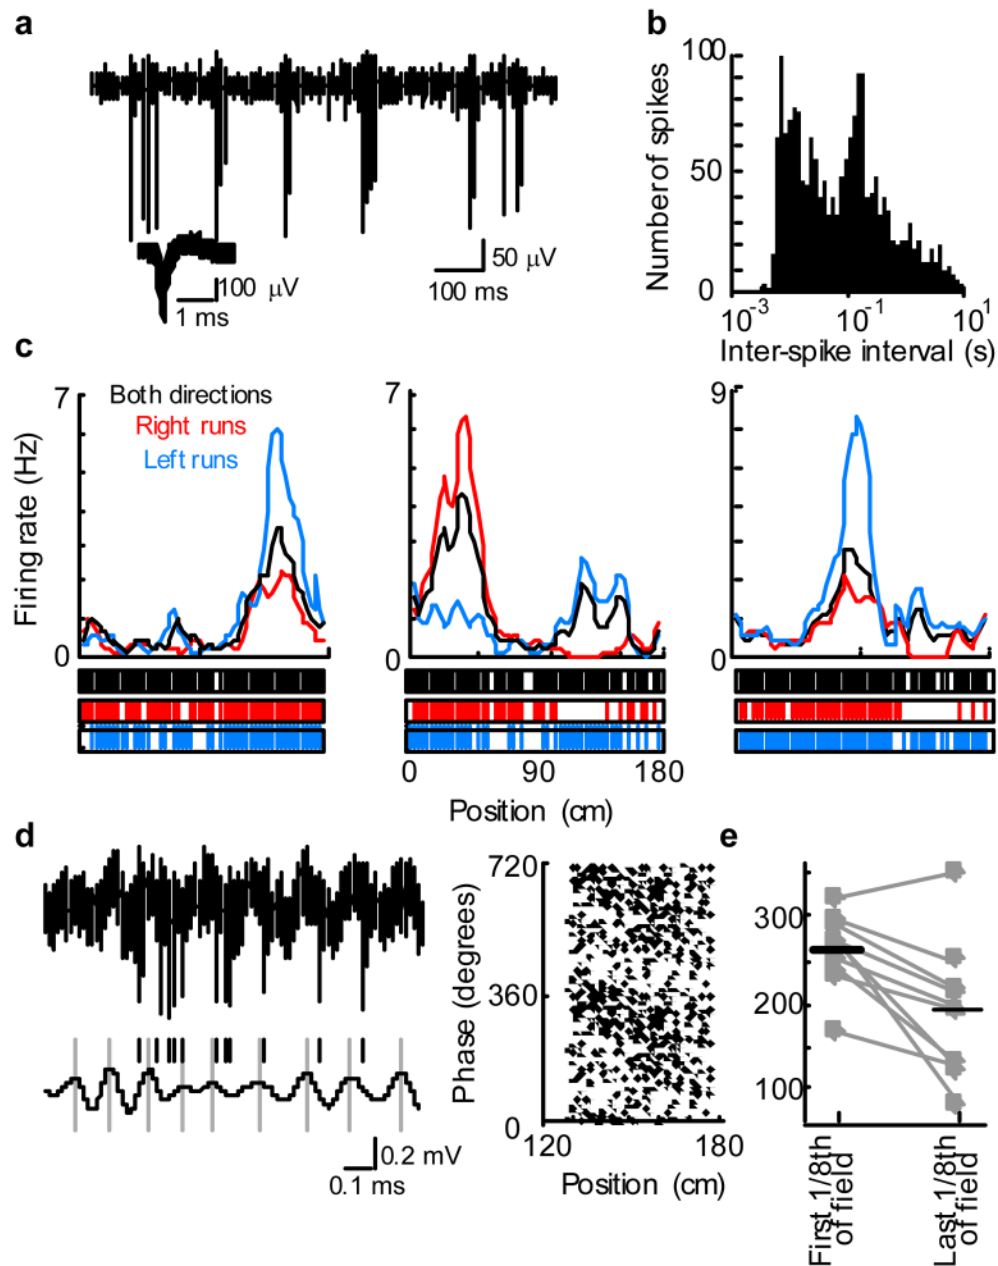 a
50 μV
100 ms
100 μV
1 ms
b
Number of spikes
100
50
0
10-3
10-1
101
Inter-spike interval (s)
c
Firing rate (Hz)
7
0
Both directions
Right runs
Left runs
7
0
9
0
0 90 180
Position (cm)
d
0.2 mV
0.1 ms
Phase (degrees)
720
360
0
120 180
Position (cm)
e
300
200
100
First 1/8th
of field
Last 1/8th
of field